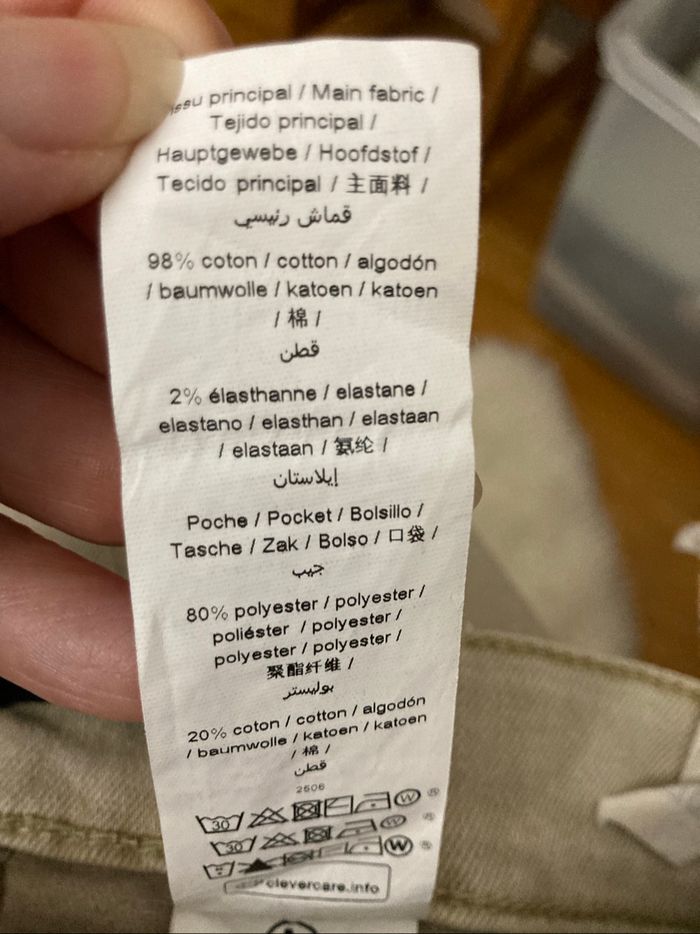 principal / Main fabric /
Tejido principal /
Hauptgewebe / Hoofdstof /
Tecido principal / 主面料 /
قماش رئيسي
98% coton / cotton / algodón
/ baumwolle / katoen / katoen
/ 棉 /
قطن
2% élasthanne / elastane /
elastano / elasthan / elastaan
/ elastaan / 氨纶 /
إيلاستان
Poche / Pocket / Bolsillo /
Tasche / Zak / Bolso / 口袋 /
جيب
80% polyester / polyester /
poliéster / polyester /
polyester / polyester /
聚酯纤维 /
بوليستر
20% coton / cotton / algodón
/ baumwolle / katoen / katoen
/ 棉 /
قطن
2506
30 W ®
30 W ®
W ®
clevercare.info